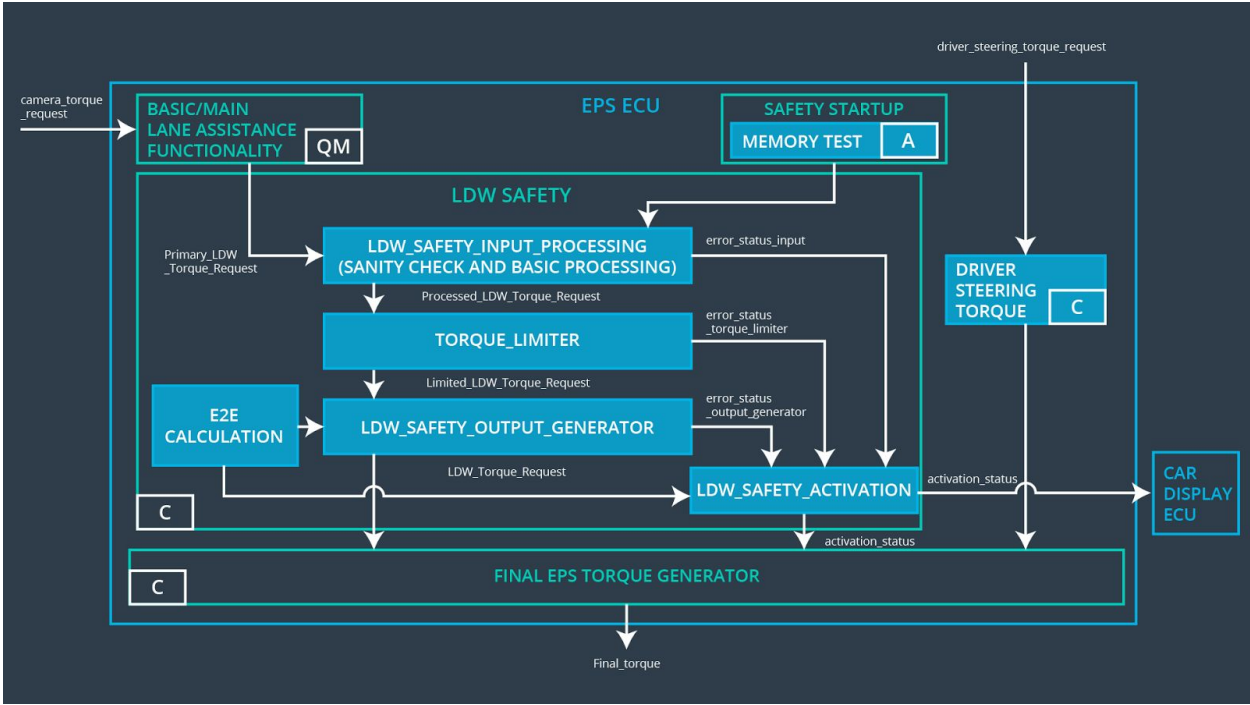 driver_steering_torque_request
camera_torque
_request
BASIC/MAIN
LANE ASSISTANCE
FUNCTIONALITY
QM
EPS ECU
SAFETY STARTUP
MEMORY TEST
A
LDW SAFETY
Primary_LDW
_Torque_Request
LDW_SAFETY_INPUT_PROCESSING
(SANITY CHECK AND BASIC PROCESSING)
error_status_input
DRIVER
STEERING
TORQUE
C
Processed_LDW_Torque_Request
TORQUE_LIMITER
error_status
_torque_limiter
Limited_LDW_Torque_Request
E2E
CALCULATION
LDW_SAFETY_OUTPUT_GENERATOR
error_status
_output_generator
LDW_Torque_Request
LDW_SAFETY_ACTIVATION
activation_status
CAR
DISPLAY
ECU
C
activation_status
C
FINAL EPS TORQUE GENERATOR
Final_torque